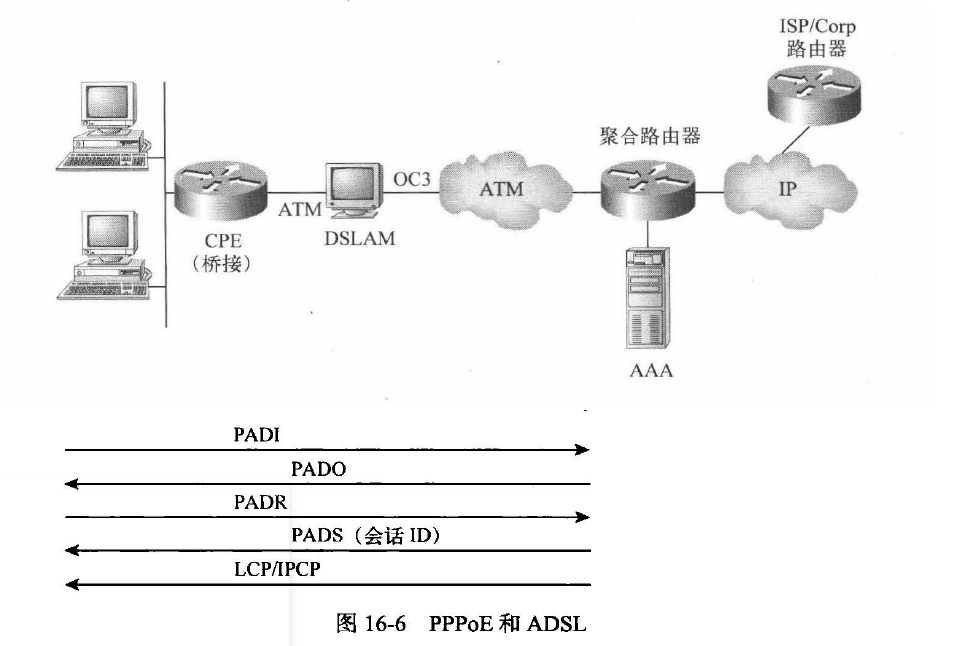 ISP/Corp
路由器
聚合路由器
OC3
ATM
IP
ATM
DSLAM
CPE
（桥接）
AAA
PADI
PADO
PADR
PADS（会话 ID）
LCP/IPCP
图 16-6 PPPoE 和 ADSL